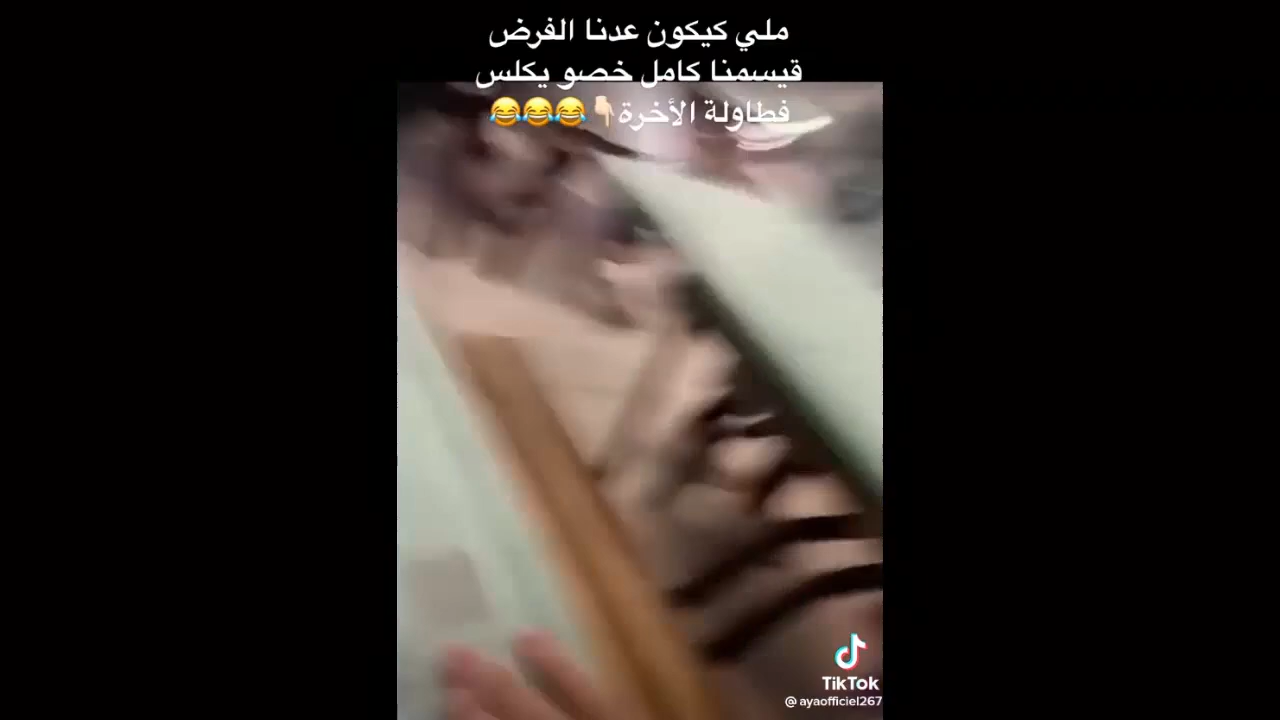 ملي كيكون عدنا الفرض
قيسمنا كامل خصو يكلس
فطاولة الأخرة👇🏻😂😂😂
TikTok
@ayaofficiel267